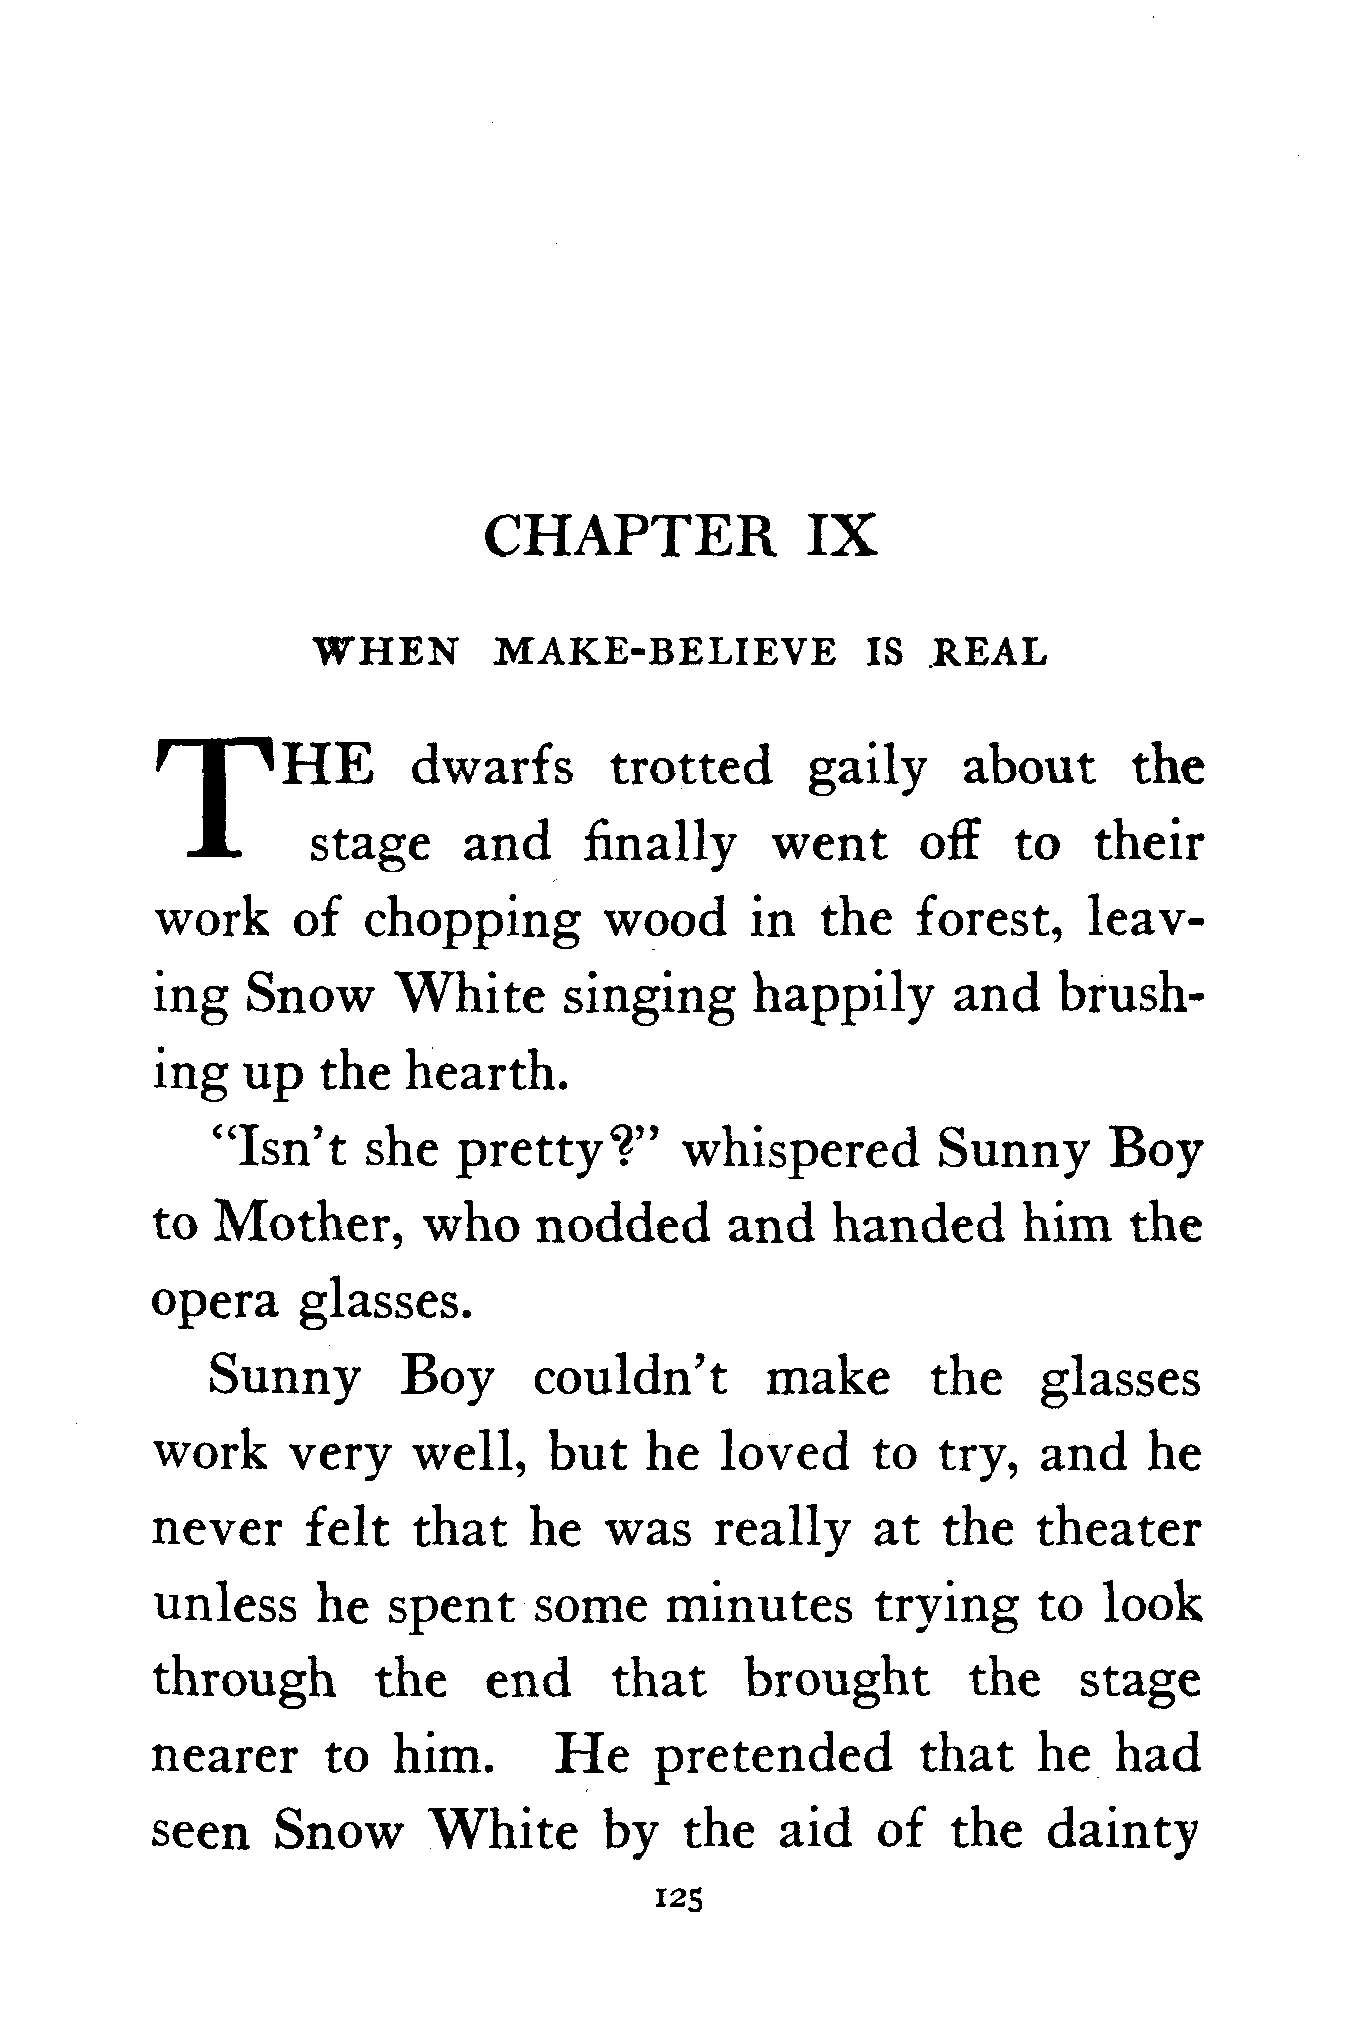 CHAPTER IX
WHEN MAKE-BELIEVE IS REAL
THE dwarfs trotted gaily about the
stage and finally went off to their
work of chopping wood in the forest, leav-
ing Snow White singing happily and brush-
ing up the hearth.
“Isn’t she pretty?” whispered Sunny Boy
to Mother, who nodded and handed him the
opera glasses.
Sunny Boy couldn’t make the glasses
work very well, but he loved to try, and he
never felt that he was really at the theater
unless he spent some minutes trying to look
through the end that brought the stage
nearer to him. He pretended that he had
seen Snow White by the aid of the dainty
125